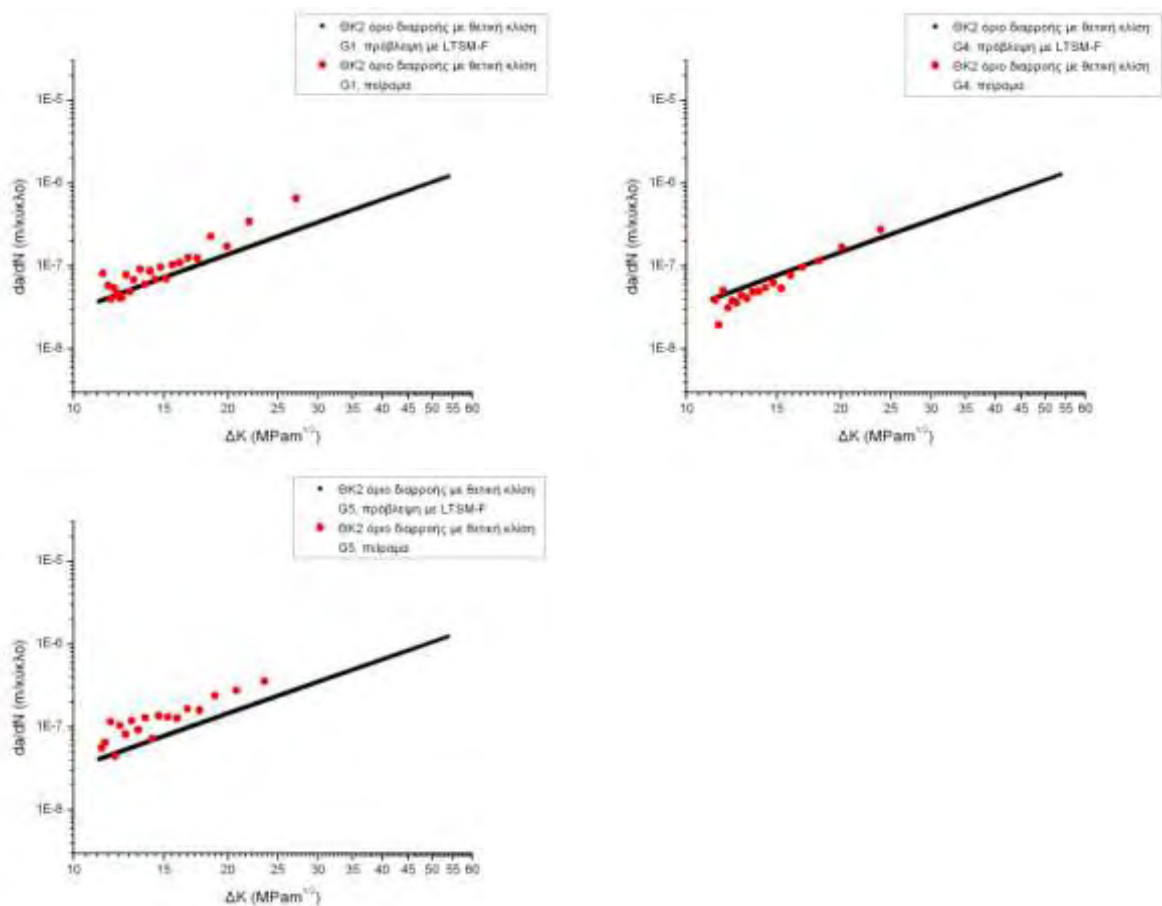 ΘΚ2 όριο διαρροής με θετική κλίση
G1, πρόβλεψη με LTSM-F
ΘΚ2 όριο διαρροής με θετική κλίση
G1, πείραμα
1E-5
1E-6
1E-7
1E-8
da/dN (m/κύκλο)
10 15 20 25 30 35 40 45 50 55 60
ΔK (MPam^1/2)
ΘΚ2 όριο διαρροής με θετική κλίση
G4, πρόβλεψη με LTSM-F
ΘΚ2 όριο διαρροής με θετική κλίση
G4, πείραμα
1E-5
1E-6
1E-7
1E-8
da/dN (m/κύκλο)
10 15 20 25 30 35 40 45 50 55 60
ΔK (MPam^1/2)
ΘΚ2 όριο διαρροής με θετική κλίση
G5, πρόβλεψη με LTSM-F
ΘΚ2 όριο διαρροής με θετική κλίση
G5, πείραμα
1E-5
1E-6
1E-7
1E-8
da/dN (m/κύκλο)
10 15 20 25 30 35 40 45 50 55 60
ΔK (MPam^1/2)